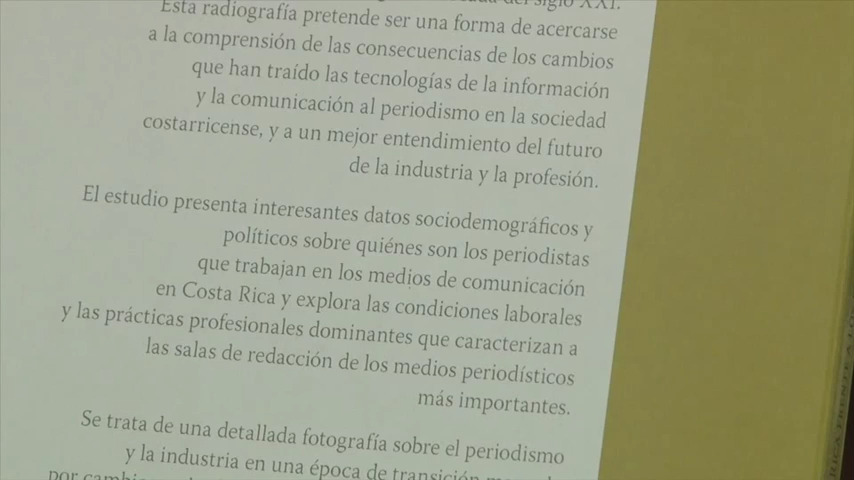 siglo XXI.
Esta radiografía pretende ser una forma de acercarse
a la comprensión de las consecuencias de los cambios
que han traído las tecnologías de la información
y la comunicación al periodismo en la sociedad
costarricense, y a un mejor entendimiento del futuro
de la industria y la profesión.
El estudio presenta interesantes datos sociodemográficos y
políticos sobre quiénes son los periodistas
que trabajan en los medios de comunicación
en Costa Rica y explora las condiciones laborales
y las prácticas profesionales dominantes que caracterizan a
las salas de redacción de los medios periodísticos
más importantes.
Se trata de una detallada fotografía sobre el periodismo
y la industria en una época de transición
por
RICA FRENTE A